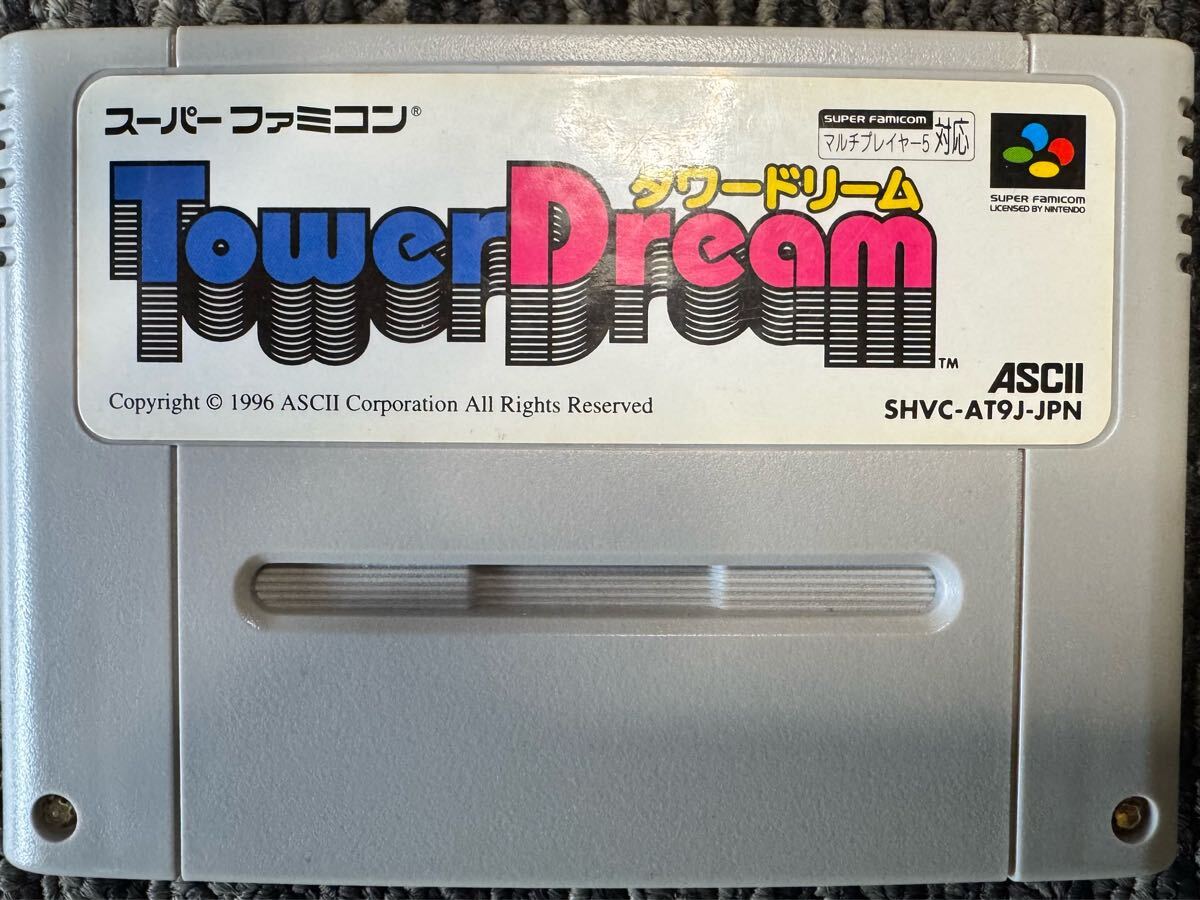 スーパーファミコン®
SUPER FAMICOM
マルチプレイヤー5対応
タワードリーム
TowerDream™
SUPER FAMICOM
LICENSED BY NINTENDO
ASCII
Copyright © 1996 ASCII Corporation All Rights Reserved
SHVC-AT9J-JPN